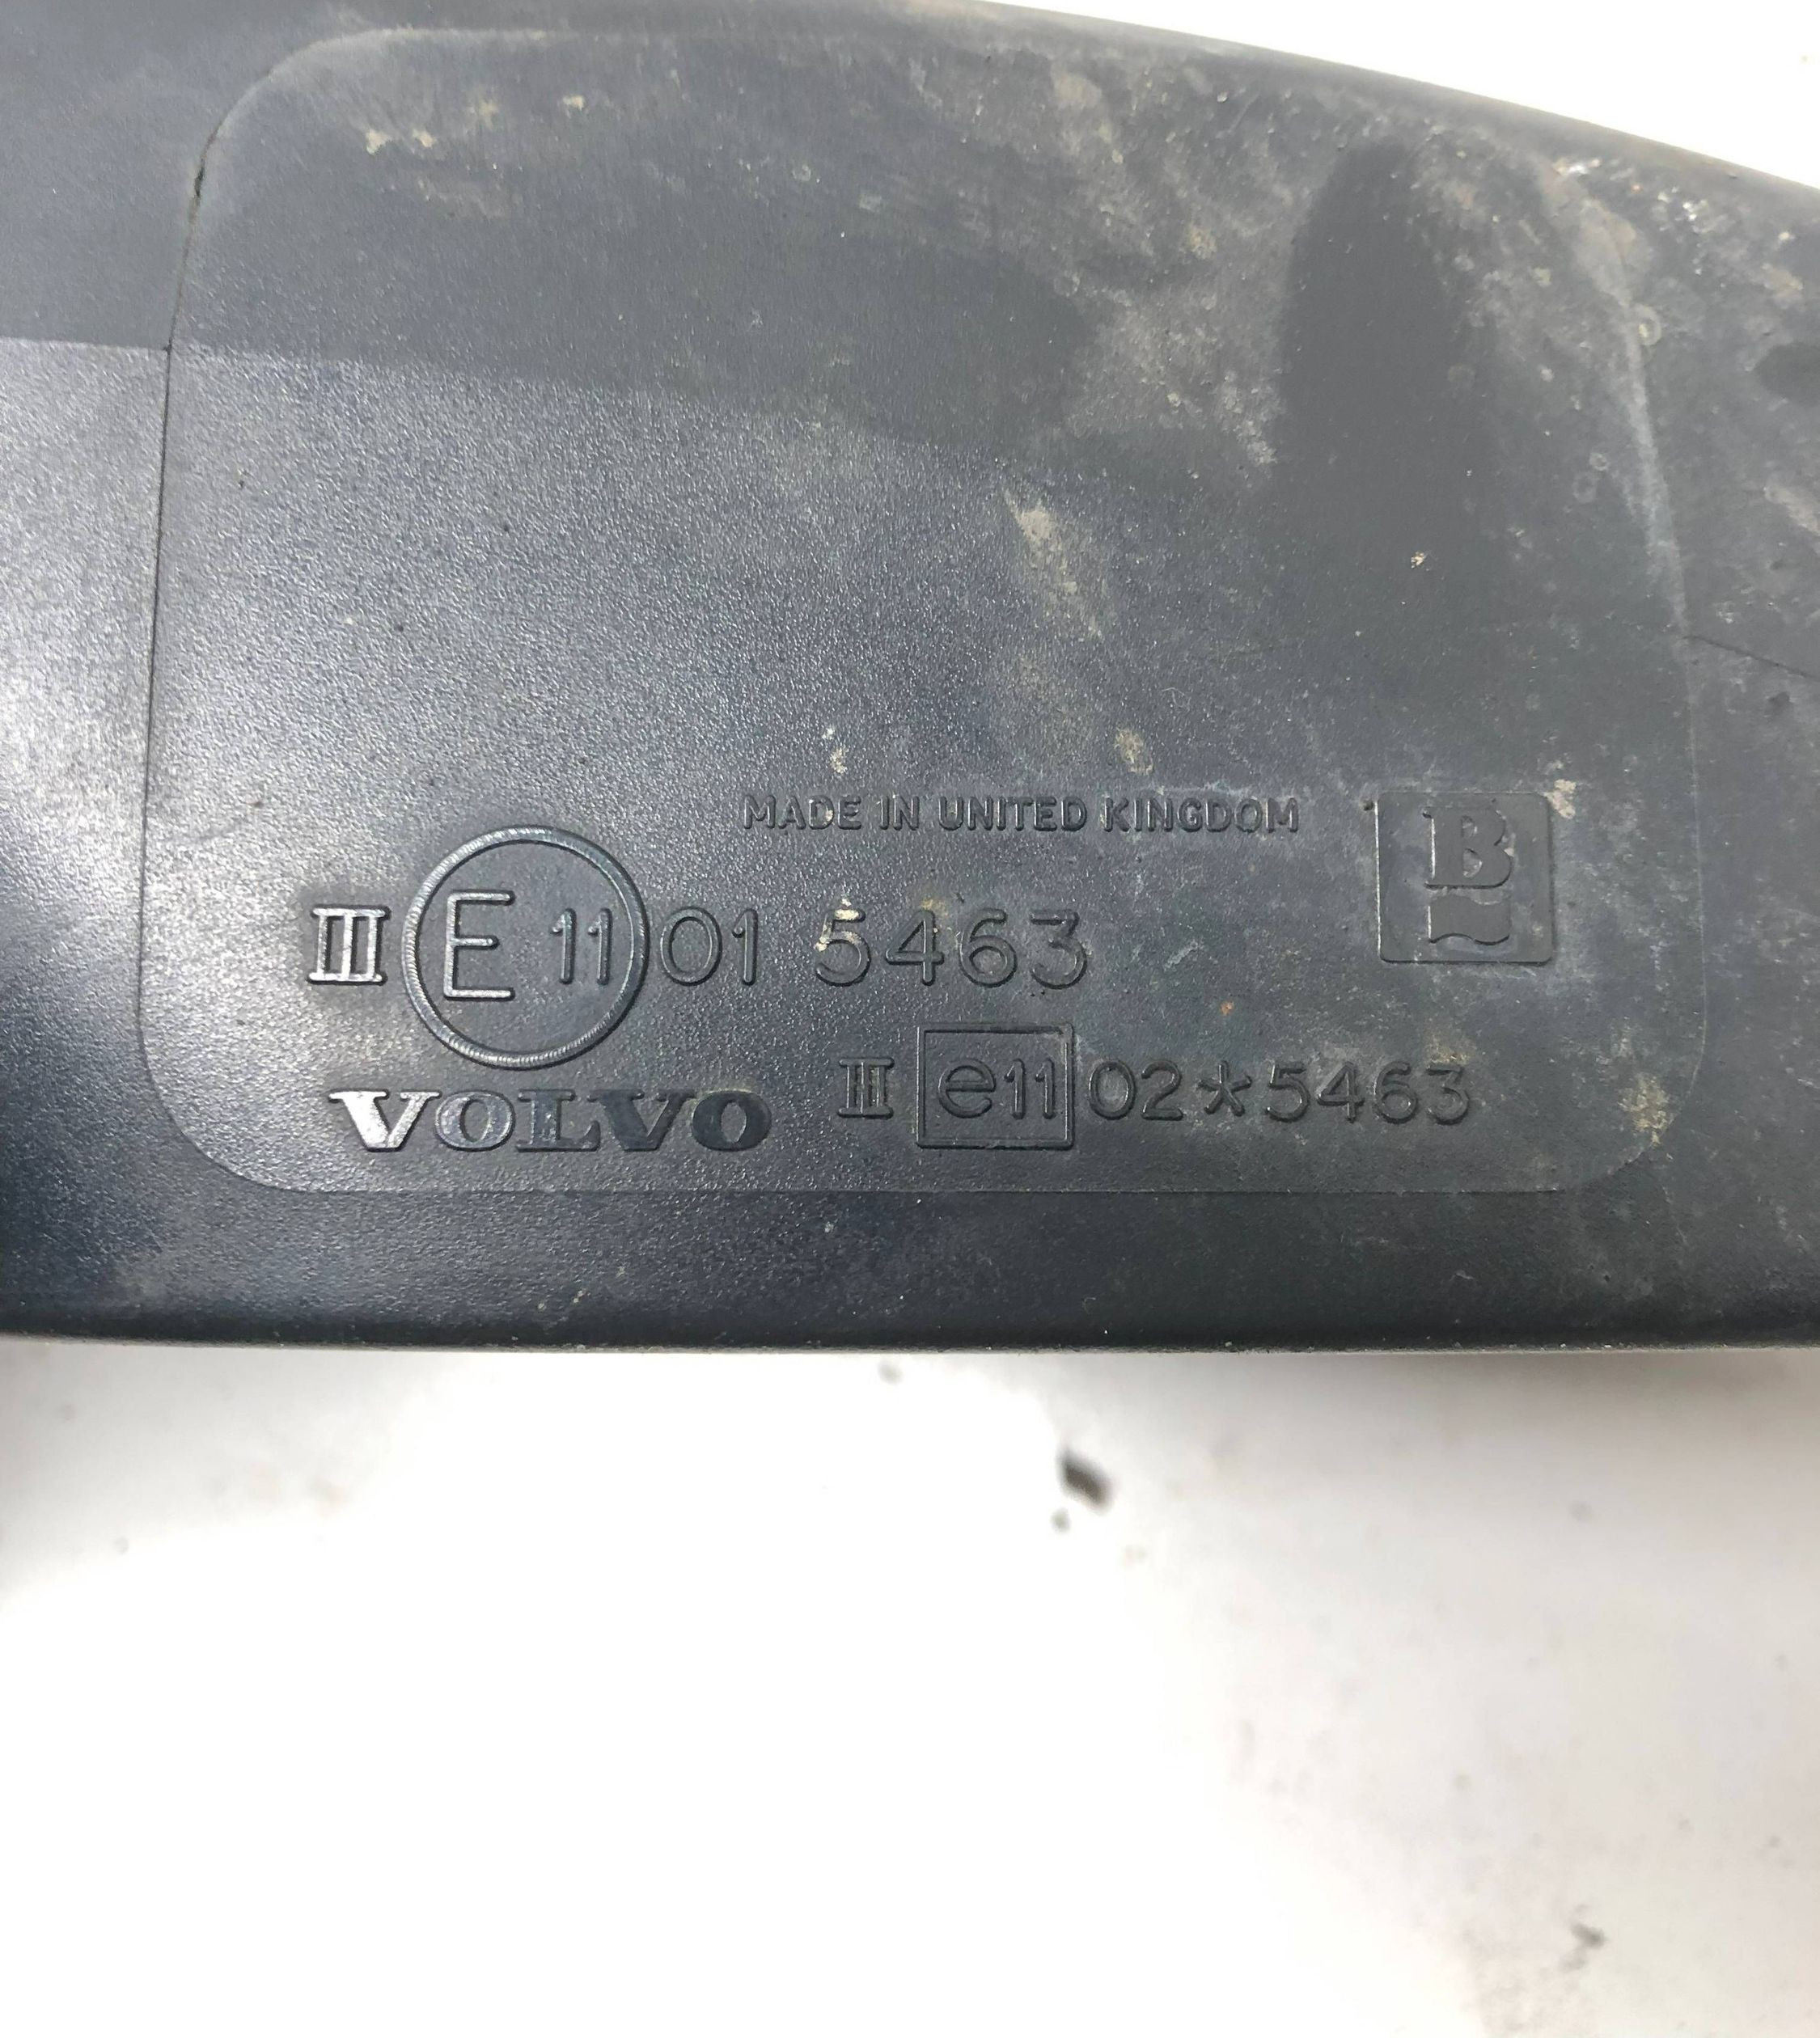 MADE IN UNITED KINGDOM
B
III E 11 01 5463
VOLVO
III e11 02*5463